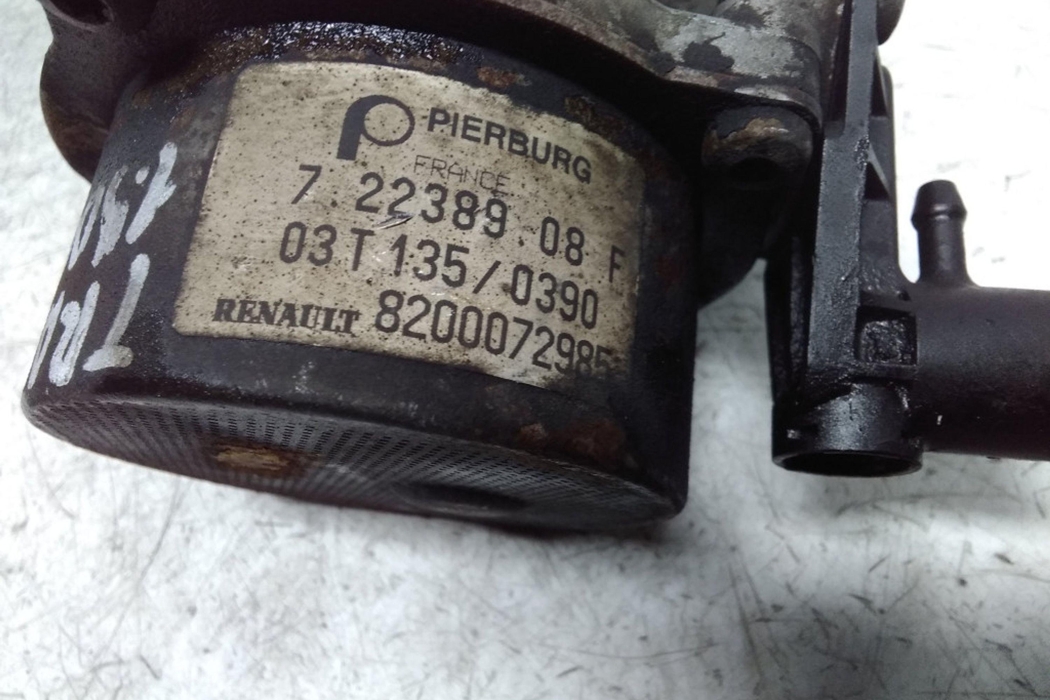 PIERBURG
FRANCE
7.22389.08 F
03T135/0390
RENAULT 8200072985